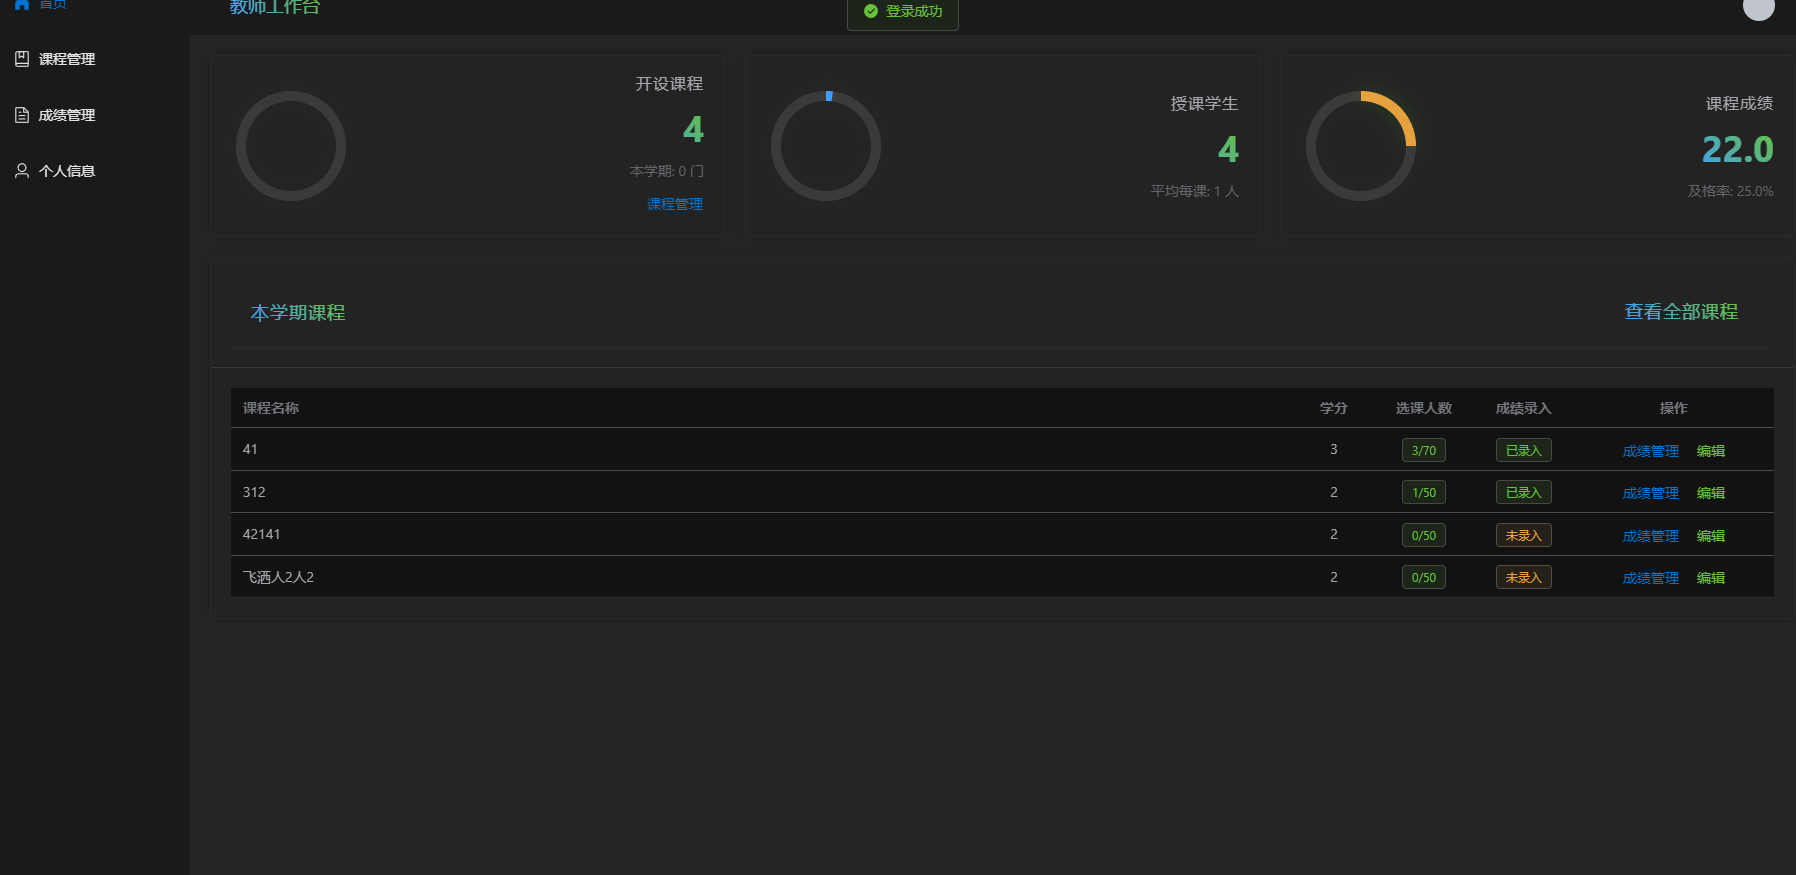 首页
课程管理
成绩管理
个人信息
教师工作台
登录成功
开设课程
4
本学期: 0 门
课程管理
授课学生
4
平均每课: 1 人
课程成绩
22.0
及格率: 25.0%
本学期课程
查看全部课程
课程名称 学分 选课人数 成绩录入 操作
41 3 3/70 已录入 成绩管理 编辑
312 2 1/50 已录入 成绩管理 编辑
42141 2 0/50 未录入 成绩管理 编辑
飞洒人2人2 2 0/50 未录入 成绩管理 编辑